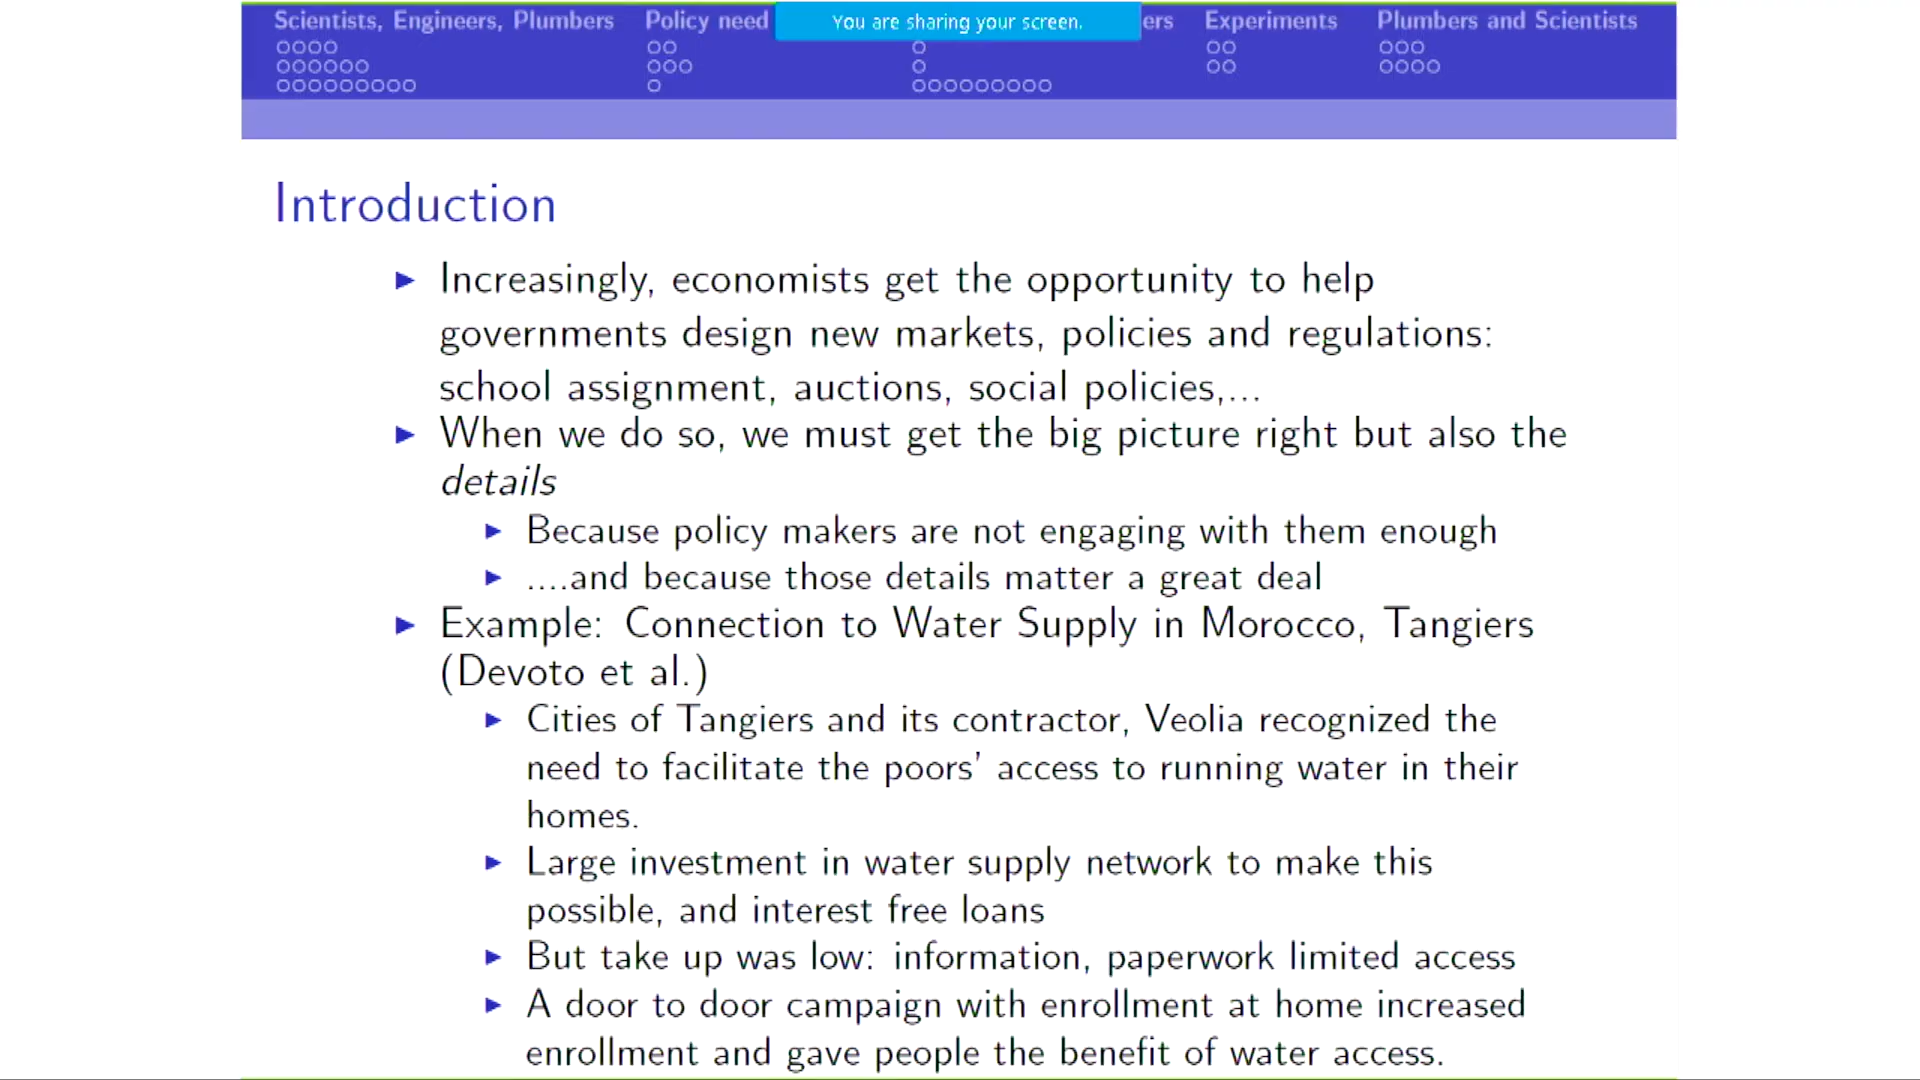 Scientists, Engineers, Plumbers Policy need You are sharing your screen. ers Experiments Plumbers and Scientists
Introduction
Increasingly, economists get the opportunity to help
governments design new markets, policies and regulations:
school assignment, auctions, social policies,...
When we do so, we must get the big picture right but also the
details
Because policy makers are not engaging with them enough
....and because those details matter a great deal
Example: Connection to Water Supply in Morocco, Tangiers
(Devoto et al.)
Cities of Tangiers and its contractor, Veolia recognized the
need to facilitate the poors' access to running water in their
homes.
Large investment in water supply network to make this
possible, and interest free loans
But take up was low: information, paperwork limited access
A door to door campaign with enrollment at home increased
enrollment and gave people the benefit of water access.